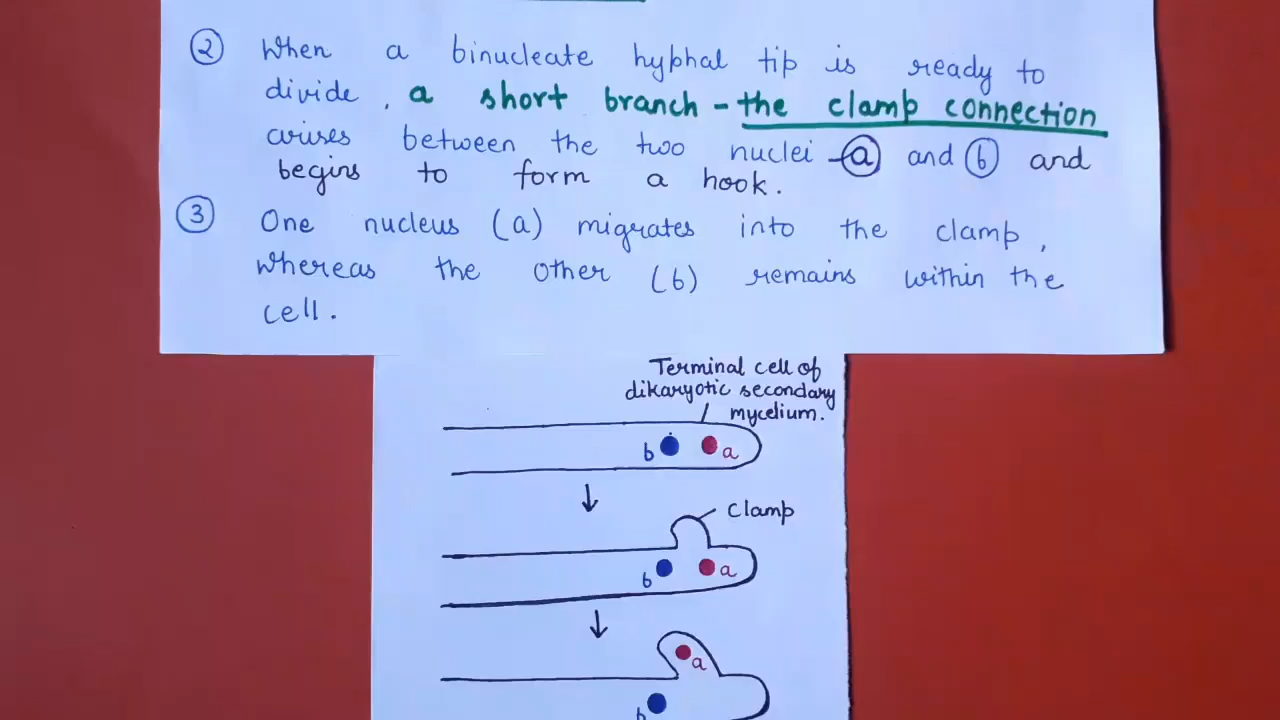 ② When a binucleate hyphal tip is ready to
divide, a short branch - the clamp connection
arises between the two nuclei - ⓐ and ⓑ and
begins to form a hook.
③ One nucleus (a) migrates into the clamp,
whereas the other (b) remains within the
cell.
Terminal cell of
dikaryotic secondary
mycelium.
b a
Clamp
b a
a
b